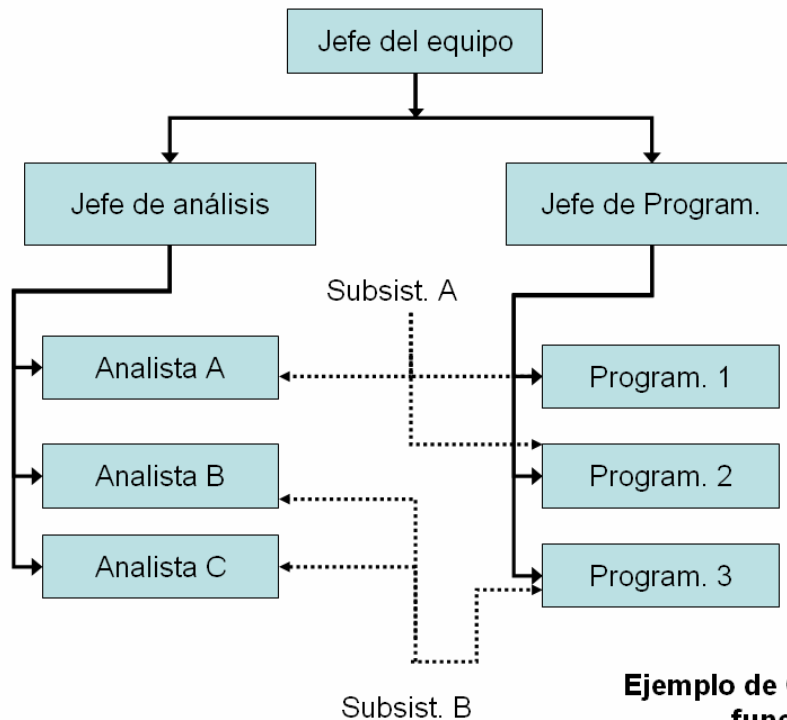 Jefe del equipo
Jefe de análisis
Jefe de Program.
Subsist. A
Analista A
Program. 1
Analista B
Program. 2
Analista C
Program. 3
Subsist. B
Ejemplo de